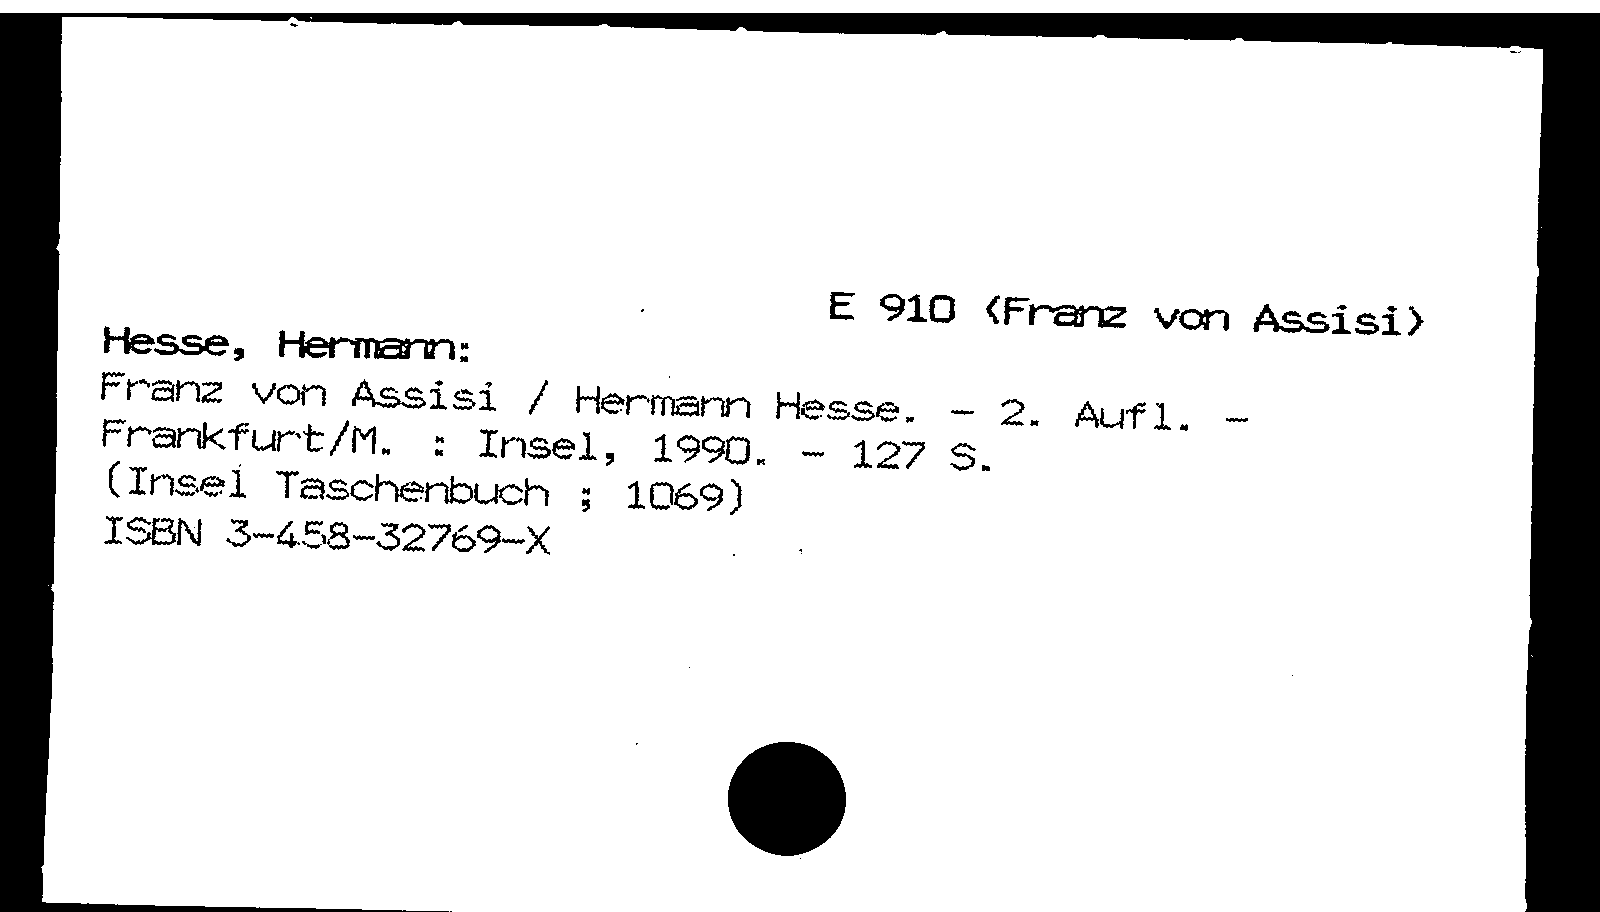 E 910 (Franz von Assisi)
Hesse, Hermann:
Franz von Assisi / Hermann Hesse. - 2. Aufl. -
Frankfurt/M. : Insel, 1990. - 127 S.
(Insel Taschenbuch ; 1069)
ISBN 3-458-32769-X